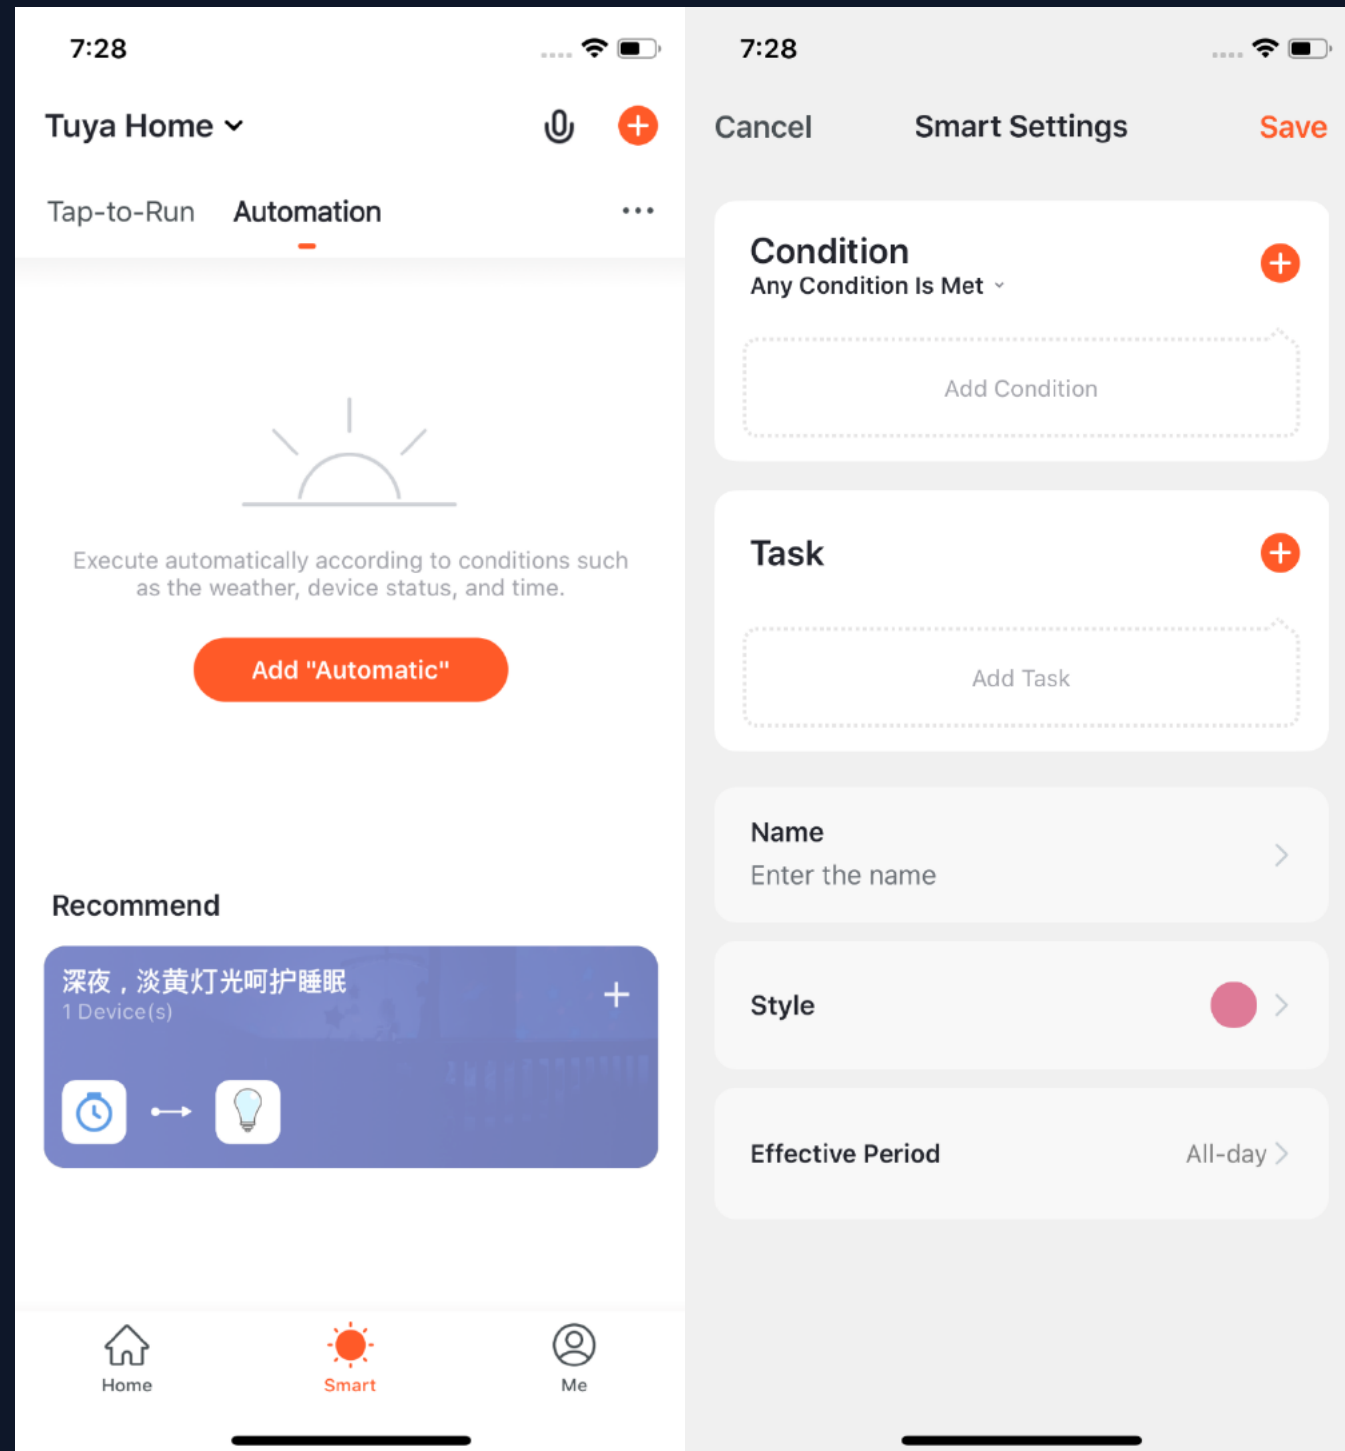 7:28
Tuya Home
Tap-to-Run Automation
Execute automatically according to conditions such
as the weather, device status, and time.
Add "Automatic"
Recommend
深夜，淡黄灯光呵护睡眠
1 Device(s)
Home Smart Me
7:28
Cancel Smart Settings Save
Condition
Any Condition Is Met
Add Condition
Task
Add Task
Name
Enter the name
Style
Effective Period All-day